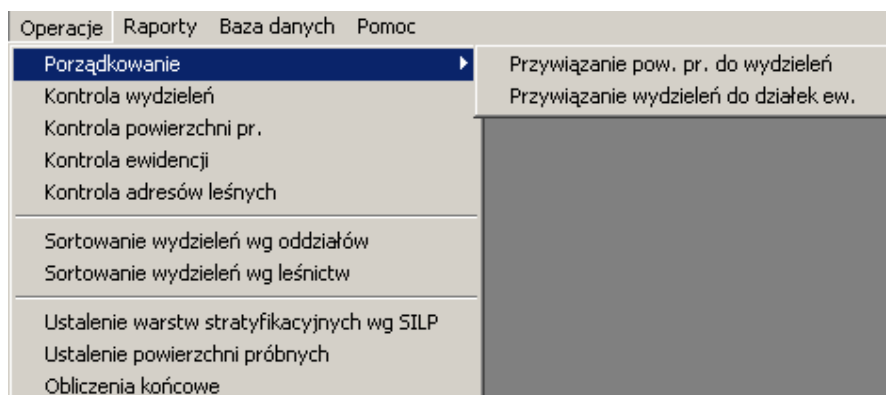 Operacje Raporty Baza danych Pomoc
Porządkowanie
Przywiązanie pow. pr. do wydzieleń
Kontrola wydzieleń
Przywiązanie wydzieleń do działek ew.
Kontrola powierzchni pr.
Kontrola ewidencji
Kontrola adresów leśnych
Sortowanie wydzieleń wg oddziałów
Sortowanie wydzieleń wg leśnictw
Ustalenie warstw stratyfikacyjnych wg SILP
Ustalenie powierzchni próbnych
Obliczenia końcowe